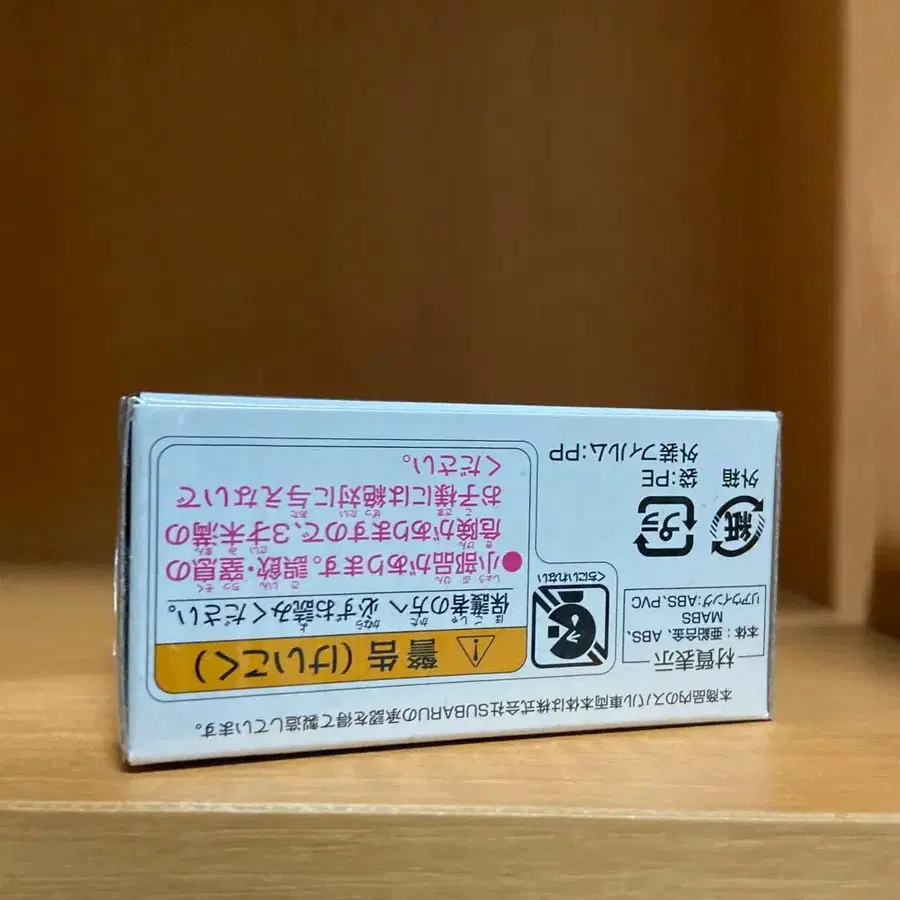 本商品内のスバル車両本体は株式会社SUBARUの承認を得て製造しています。
材質表示
本体:亜鉛合金、ABS、
MABS
リアウイング:ABS、PVC
くちにいれない
紙
外箱
プラ
袋:PE
外装フィルム:PP
警告(けいこく)
保護者の方へ 必ずお読みください。
●小部品があります。誤飲・窒息の
危険がありますので、3才未満の
お子様には絶対に与えないで
ください。